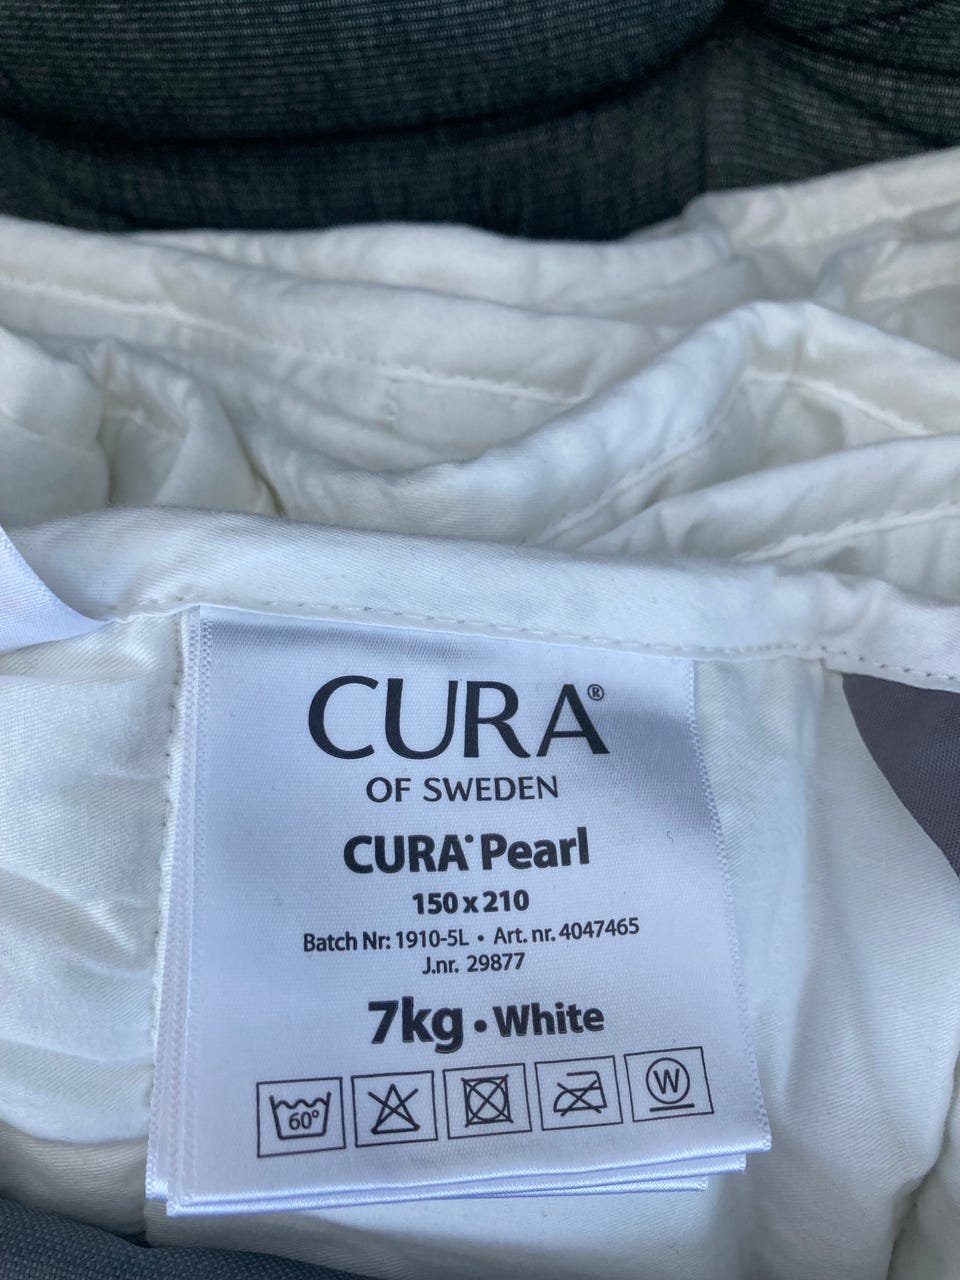 CURA®
OF SWEDEN
CURA® Pearl
150 x 210
Batch Nr: 1910-5L • Art. nr. 4047465
J.nr. 29877
7kg • White
60°
W